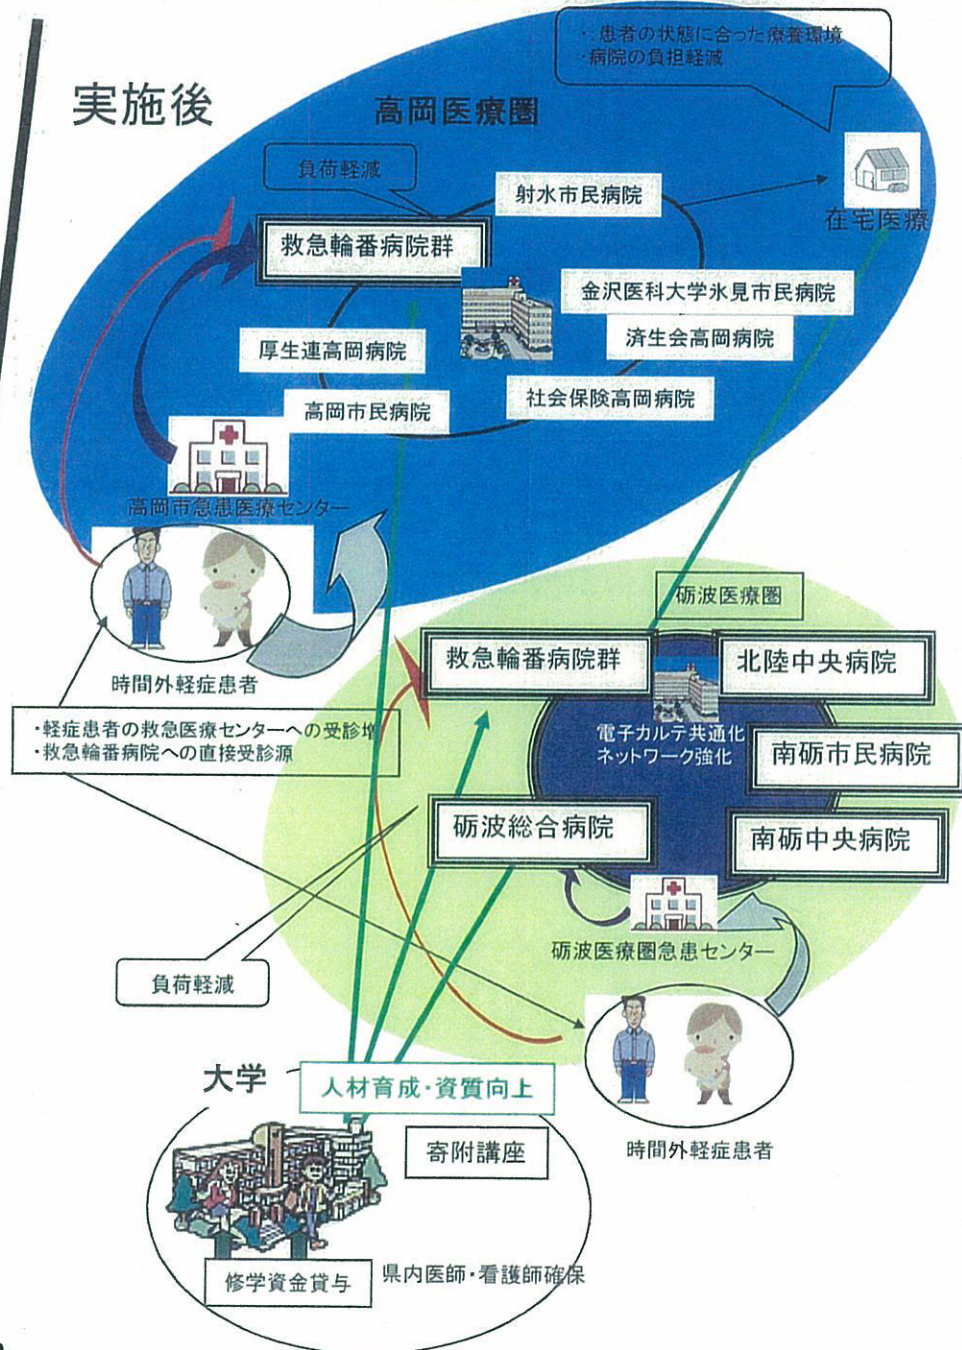 ・患者の状態に合った療養環境
・病院の負担軽減
実施後
高岡医療圏
負荷軽減
射水市民病院
在宅医療
救急輪番病院群
金沢医科大学氷見市民病院
済生会高岡病院
厚生連高岡病院
社会保険高岡病院
高岡市民病院
高岡市急患医療センター
砺波医療圏
救急輪番病院群
北陸中央病院
時間外軽症患者
・軽症患者の救急医療センターへの受診増
・救急輪番病院への直接受診源
電子カルテ共通化
ネットワーク強化
南砺市民病院
砺波総合病院
南砺中央病院
砺波医療圏急患センター
負荷軽減
大学
人材育成・資質向上
寄附講座
時間外軽症患者
修学資金貸与
県内医師・看護師確保